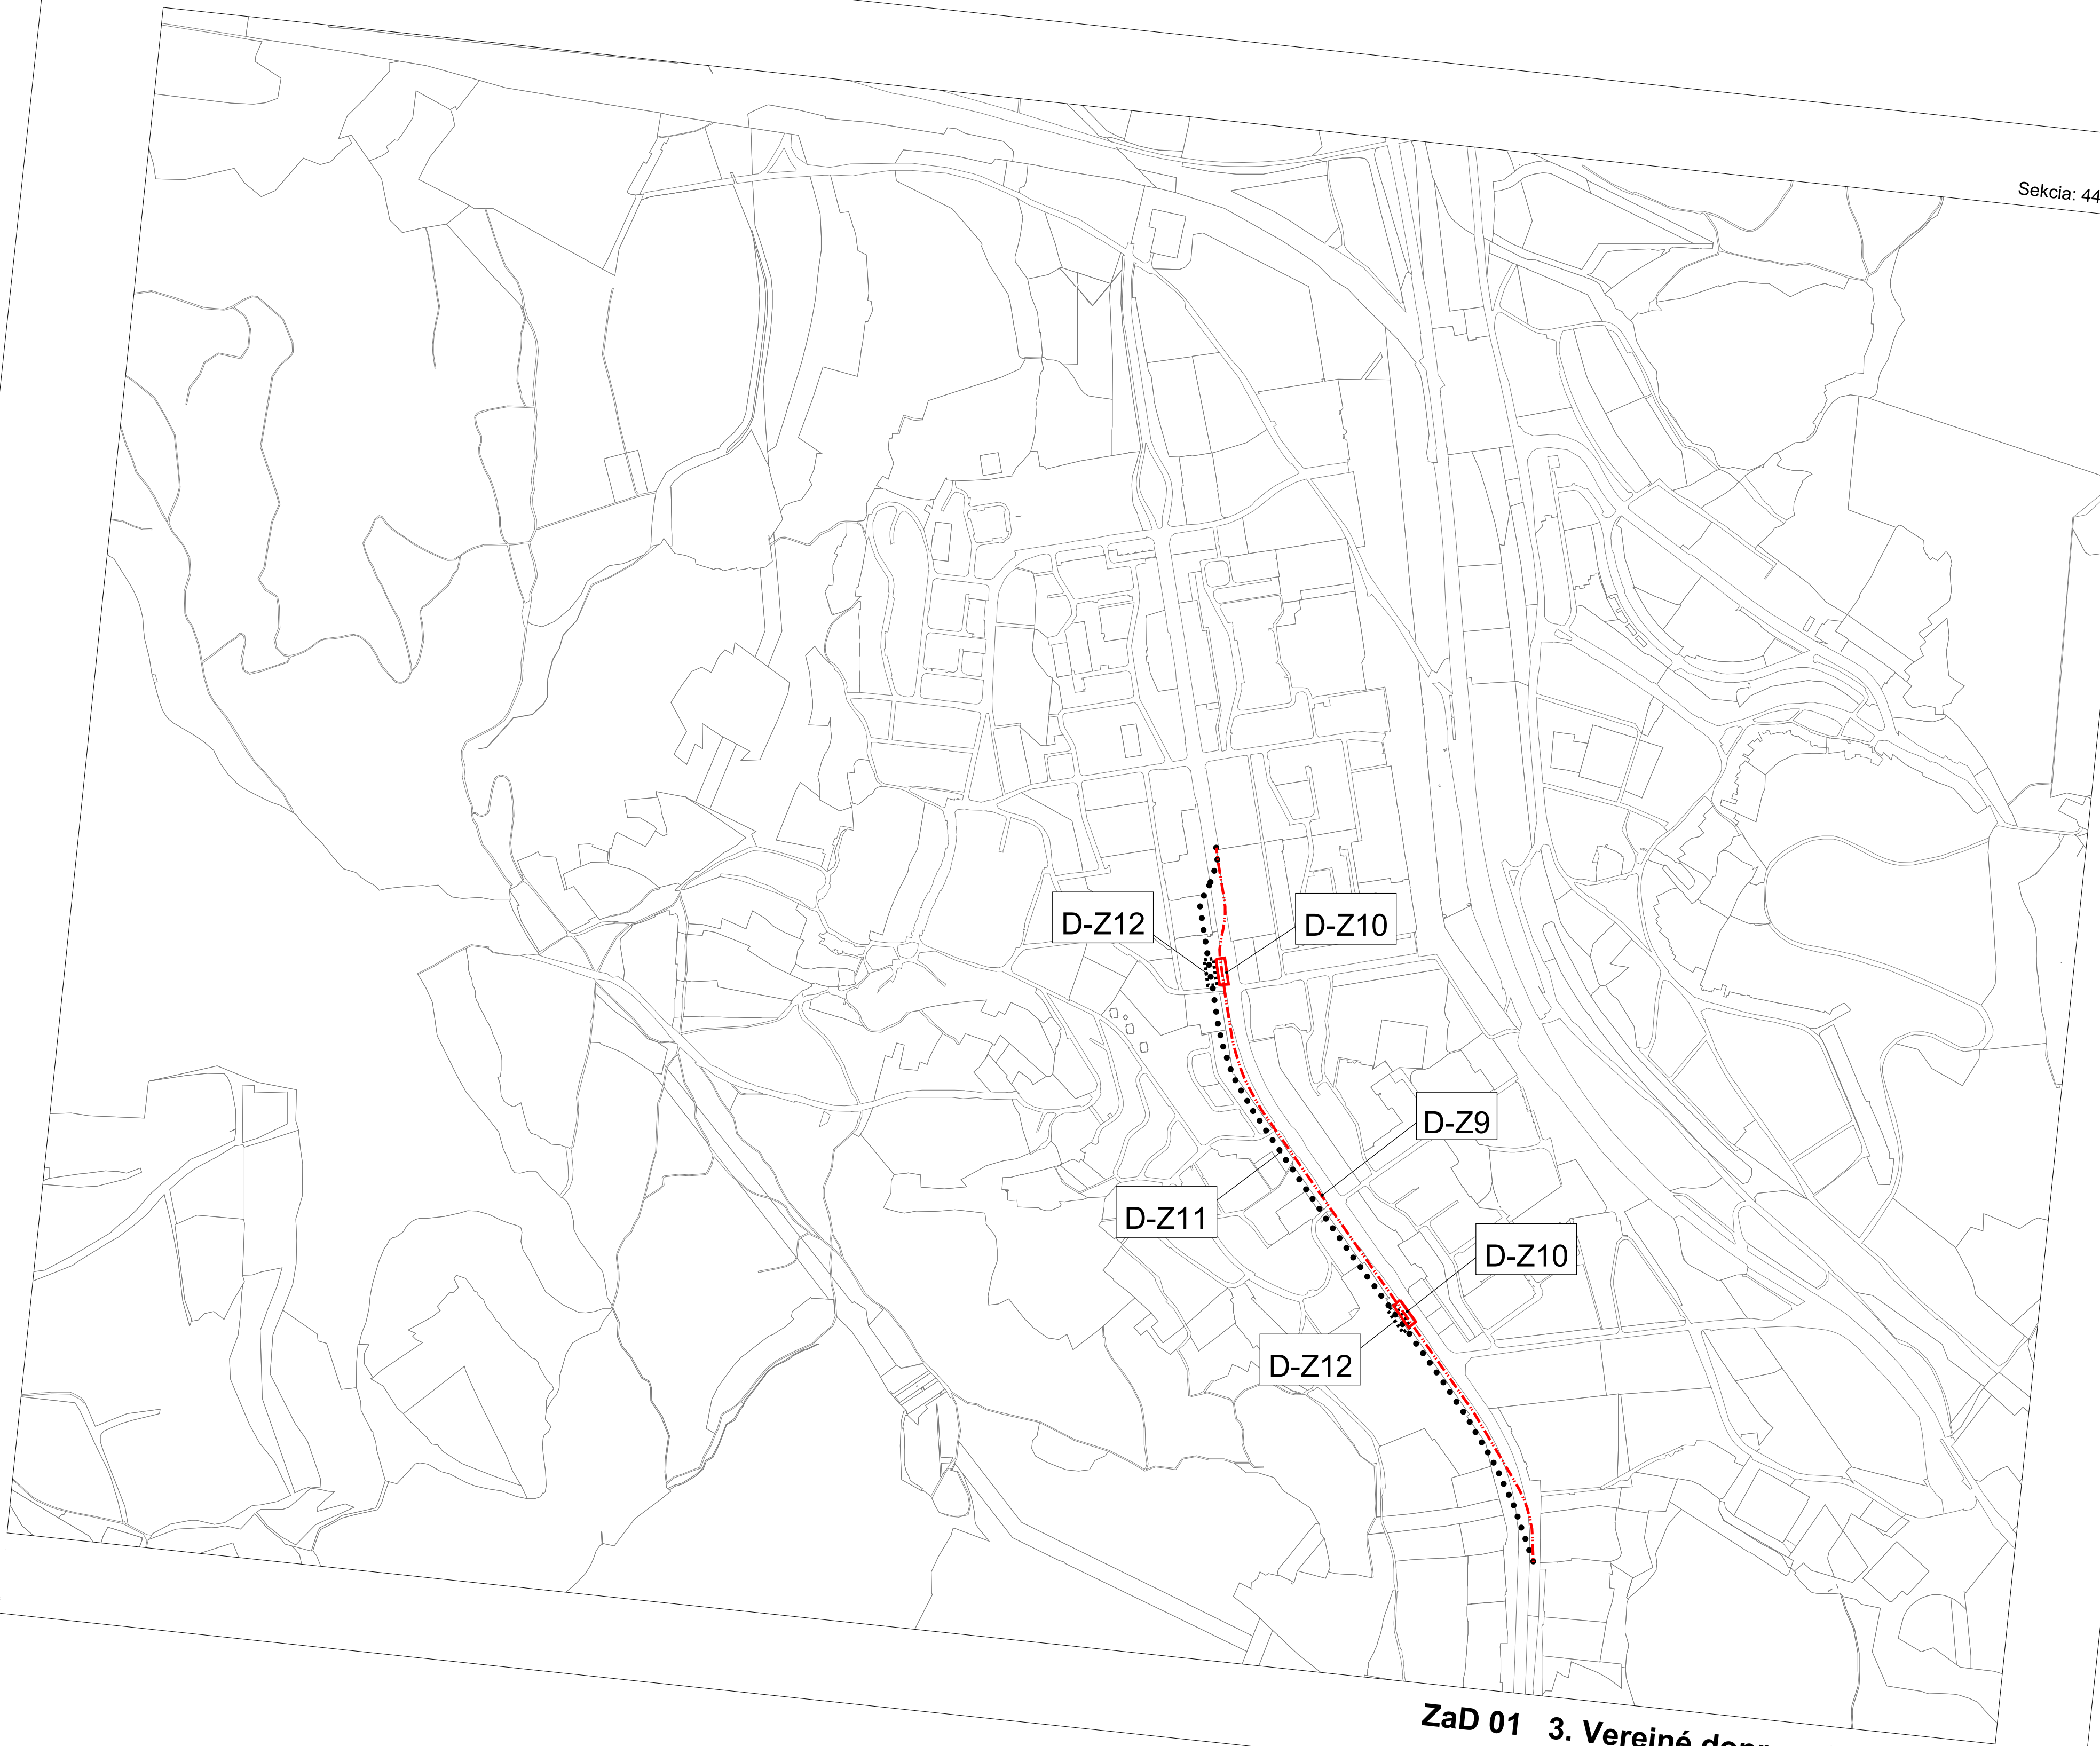 Sekcia: 44
D-Z12
D-Z10
D-Z9
D-Z11
D-Z10
D-Z12
ZaD 01 3. Verejné